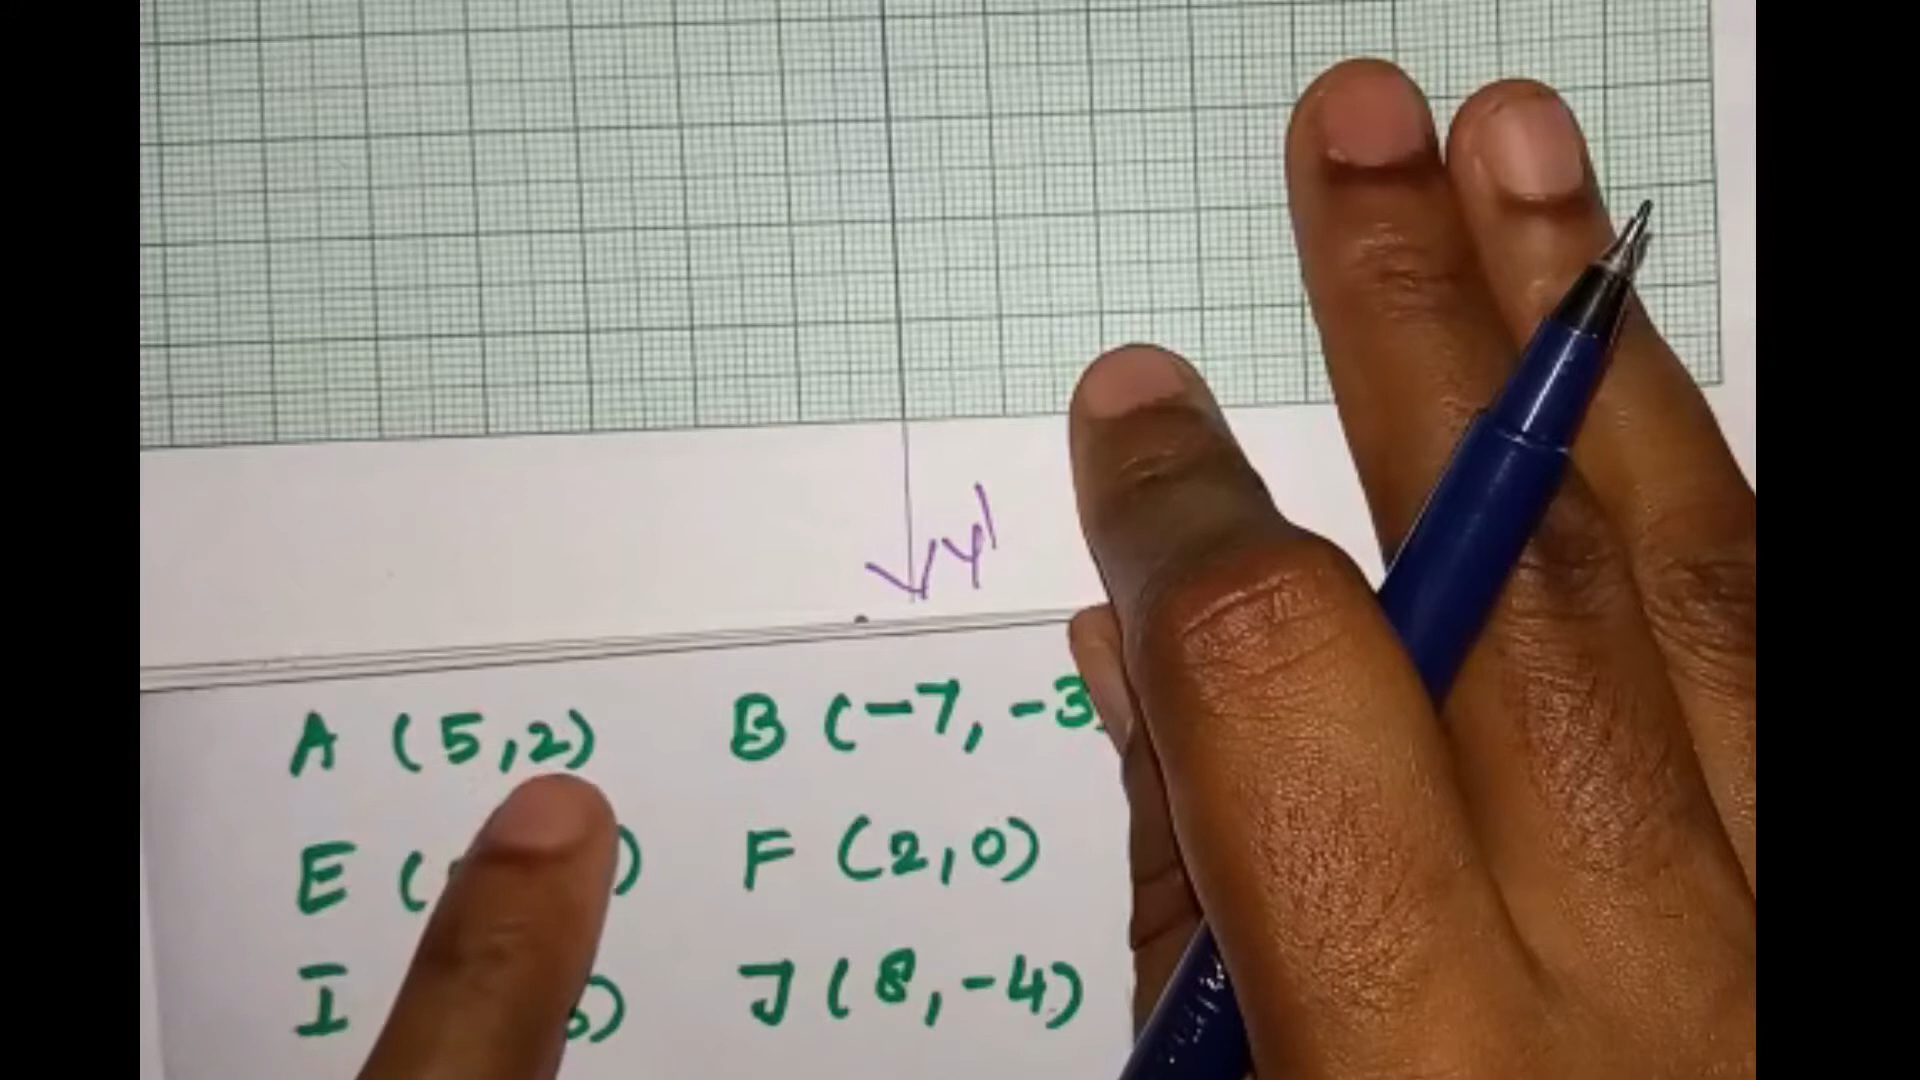 y'
A (5,2) B (-7, -3
E ( ) F (2,0)
I ) J (8,-4)